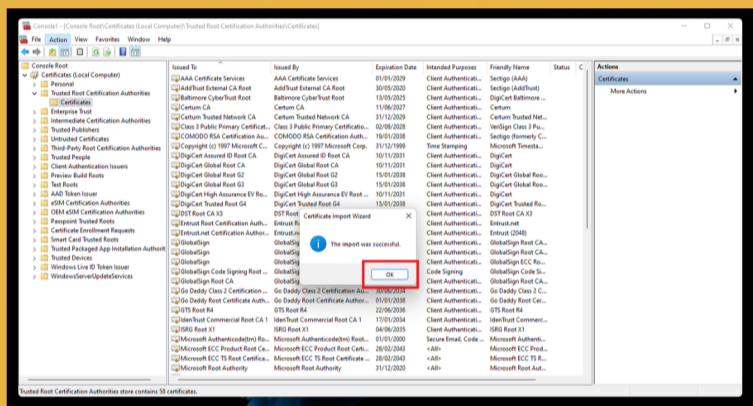 Console1 - [Console Root\Certificates (Local Computer)\Trusted Root Certification Authorities\Certificates]
File Action View Favorites Window Help
Console Root
Certificates (Local Computer)
Personal
Trusted Root Certification Authorities
Certificates
Enterprise Trust
Intermediate Certification Authorities
Trusted Publishers
Untrusted Certificates
Third-Party Root Certification Authorities
Trusted People
Client Authentication Issuers
Preview Build Roots
Test Roots
AAD Token Issuer
eSIM Certification Authorities
OEM eSIM Certification Authorities
Passpoint Trusted Roots
Certificate Enrollment Requests
Smart Card Trusted Roots
Trusted Packaged App Installation Authorit
Trusted Devices
Windows Live ID Token Issuer
WindowsServerUpdateServices
Issued To Issued By Expiration Date Intended Purposes Friendly Name Status C
AAA Certificate Services AAA Certificate Services 01/01/2029 Client Authenticati... Sectigo (AAA)
AddTrust External CA Root AddTrust External CA Root 30/05/2020 Client Authenticati... Sectigo (AddTrust)
Baltimore CyberTrust Root Baltimore CyberTrust Root 13/05/2025 Client Authenticati... DigiCert Baltimore ...
Certum CA Certum CA 11/06/2027 Client Authenticati... Certum
Certum Trusted Network CA Certum Trusted Network CA 31/12/2029 Client Authenticati... Certum Trusted Net...
Class 3 Public Primary Certificat... Class 3 Public Primary Certificatio... 02/08/2028 Client Authenticati... VeriSign Class 3 Pu...
COMODO RSA Certification Au... COMODO RSA Certification Auth... 19/01/2038 Client Authenticati... Sectigo (formerly C...
Copyright (c) 1997 Microsoft C... Copyright (c) 1997 Microsoft Corp. 31/12/1999 Time Stamping Microsoft Timesta...
DigiCert Assured ID Root CA DigiCert Assured ID Root CA 10/11/2031 Client Authenticati... DigiCert
DigiCert Global Root CA DigiCert Global Root CA 10/11/2031 Client Authenticati... DigiCert
DigiCert Global Root G2 DigiCert Global Root G2 15/01/2038 Client Authenticati... DigiCert Global Roo...
DigiCert Global Root G3 DigiCert Global Root G3 15/01/2038 Client Authenticati... DigiCert Global Roo...
DigiCert High Assurance EV Ro... DigiCert High Assurance EV Root ... 10/11/2031 Client Authenticati... DigiCert
DigiCert Trusted Root G4 DigiCert Trusted Root G4 15/01/2038 Client Authenticati... DigiCert Trusted Ro...
DST Root CA X3 DST Root Client Authenticati... DST Root CA X3
Entrust Root Certification Auth... Entrust R Client Authenticati... Entrust.net
Entrust.net Certification Author... Entrust.n Client Authenticati... Entrust (2048)
GlobalSign GlobalSig Client Authenticati... GlobalSign Root CA...
GlobalSign GlobalSig Client Authenticati... GlobalSign ECC Ro...
GlobalSign GlobalSig Client Authenticati... GlobalSign Root CA...
GlobalSign Code Signing Root ... GlobalSig Code Signing GlobalSign Code Si...
GlobalSign Root CA GlobalSig Client Authenticati... GlobalSign Root CA...
Go Daddy Class 2 Certification ... Go Daddy Class 2 Certification Au... 30/06/2034 Client Authenticati... Go Daddy Class 2 C...
Go Daddy Root Certificate Auth... Go Daddy Root Certificate Author... 01/01/2038 Client Authenticati... Go Daddy Root Cer...
GTS Root R4 GTS Root R4 22/06/2036 Client Authenticati... GTS Root R4
IdenTrust Commercial Root CA 1 IdenTrust Commercial Root CA 1 17/01/2034 Client Authenticati... IdenTrust Commerc...
ISRG Root X1 ISRG Root X1 04/06/2035 Client Authenticati... ISRG Root X1
Microsoft Authenticode(tm) Ro... Microsoft Authenticode(tm) Root... 01/01/2000 Secure Email, Code ... Microsoft Authenti...
Microsoft ECC Product Root Ce... Microsoft ECC Product Root Certi... 28/02/2043 <All> Microsoft ECC Prod...
Microsoft ECC TS Root Certifica... Microsoft ECC TS Root Certificate ... 28/02/2043 <All> Microsoft ECC TS R...
Microsoft Root Authority Microsoft Root Authority 31/12/2020 <All> Microsoft Root Aut...
Certificate Import Wizard
The import was successful.
OK
Actions
Certificates
More Actions
Trusted Root Certification Authorities store contains 58 certificates.